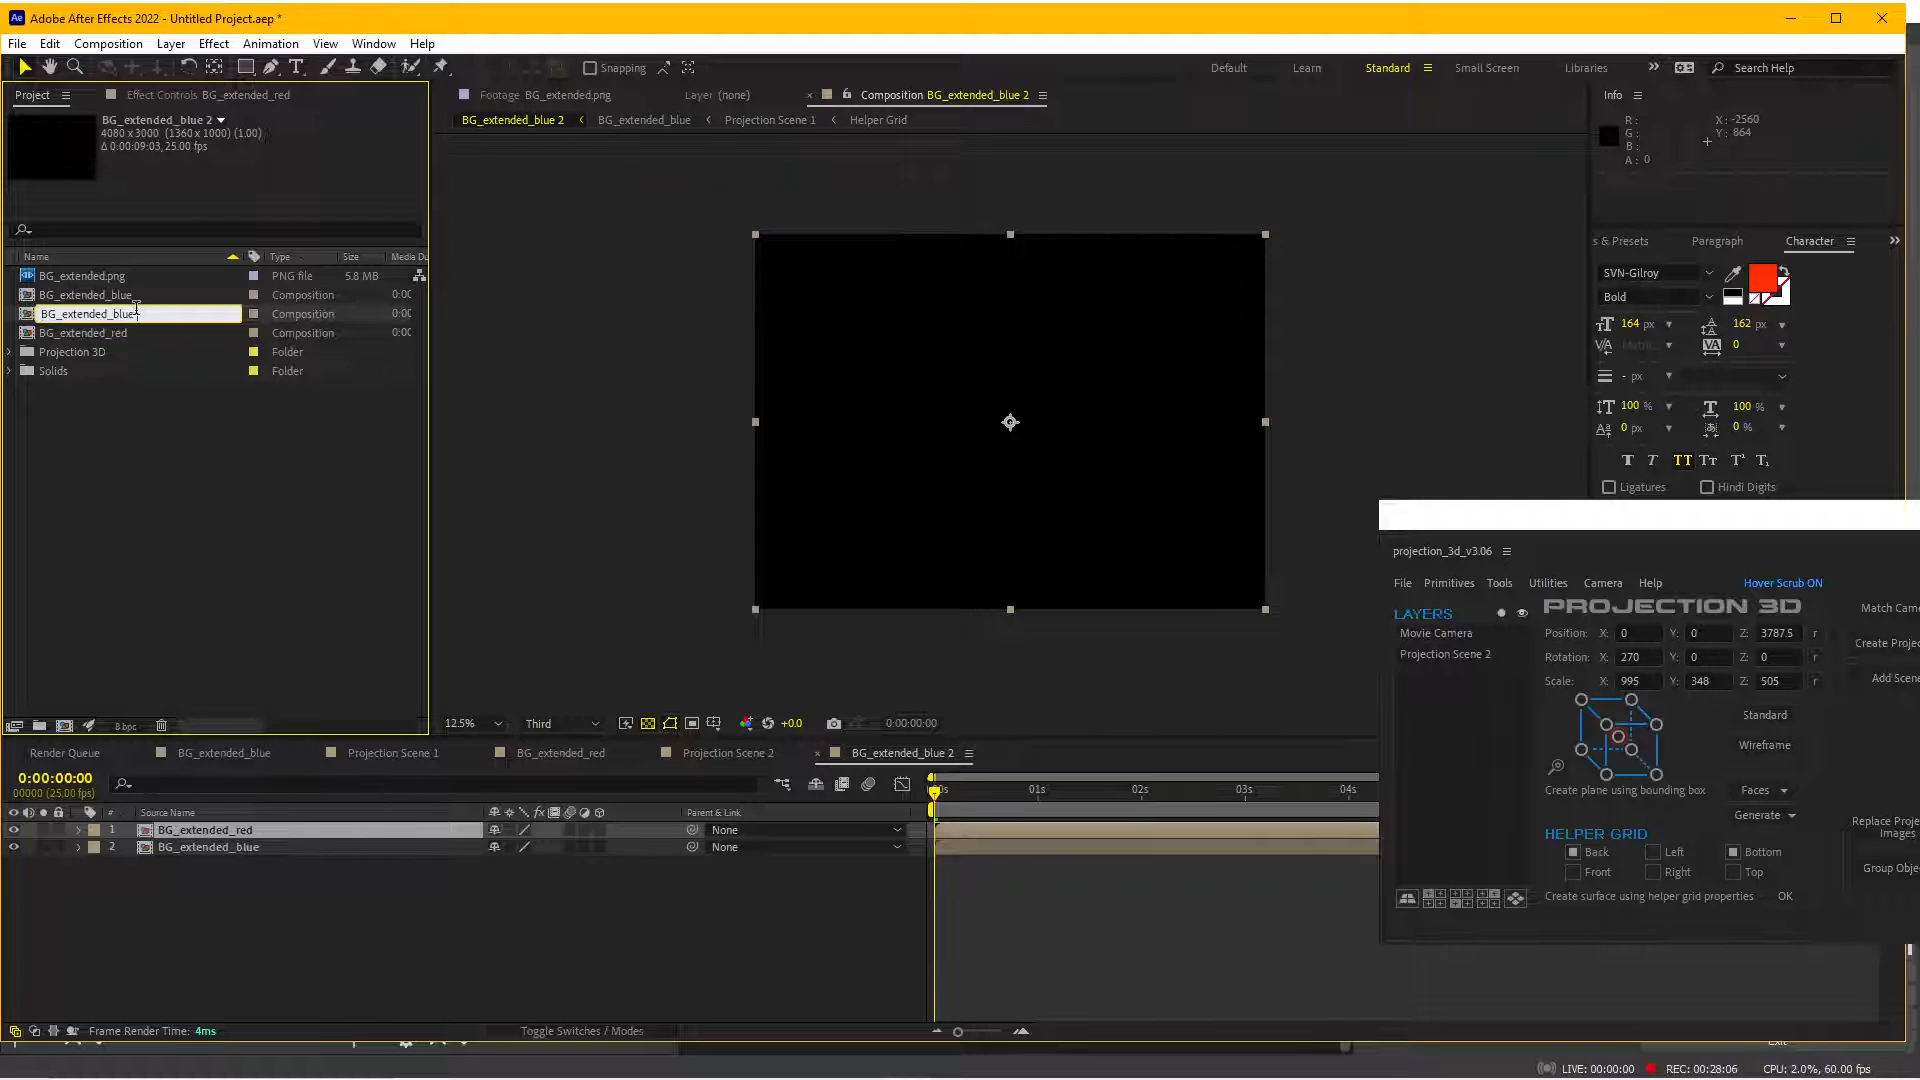 Adobe After Effects 2022 - Untitled Project.aep *
File Edit Composition Layer Effect Animation View Window Help
Snapping Default Learn Standard Small Screen Libraries Search Help
Project Effect Controls BG_extended_red
Footage BG_extended.png Layer (none) Composition BG_extended_blue 2
Info
BG_extended_blue 2
4080 x 3000 (1360 x 1000) (1.00)
Δ 0:00:09:03, 25.00 fps
BG_extended_blue 2 BG_extended_blue Projection Scene 1 Helper Grid
R:
G:
B:
A: 0
X: -2560
Y: 864
Name Type Size Media Du
BG_extended.png PNG file 5.8 MB
BG_extended_blue Composition 0:00
BG_extended_blue Composition 0:00
BG_extended_red Composition 0:00
Projection 3D Folder
Solids Folder
s & Presets Paragraph Character
SVN-Gilroy
Bold
164 px 162 px
0
- px
100 % 100 %
0 px 0 %
Ligatures Hindi Digits
projection_3d_v3.06
File Primitives Tools Utilities Camera Help Hover Scrub ON
LAYERS
Movie Camera
Projection Scene 2
PROJECTION 3D
Position: X: 0 Y: 0 Z: 3787.5 r
Rotation: X: 270 Y: 0 Z: 0 r
Scale: X: 995 Y: 348 Z: 505 r
Match Came
Create Projec
Add Scene
Standard
Wireframe
Create plane using bounding box Faces
Generate
Replace Proje
Images
HELPER GRID
Back Left Bottom
Front Right Top
Group Obje
Create surface using helper grid properties OK
8 bpc
12.5% Third +0.0 0:00:00:00
Render Queue BG_extended_blue Projection Scene 1 BG_extended_red Projection Scene 2 BG_extended_blue 2
0:00:00:00
00000 (25.00 fps)
00s 01s 02s 03s 04s
# Source Name fx Parent & Link
1 BG_extended_red None
2 BG_extended_blue None
Frame Render Time: 4ms
Toggle Switches / Modes
LIVE: 00:00:00 REC: 00:28:06 CPU: 2.0%, 60.00 fps